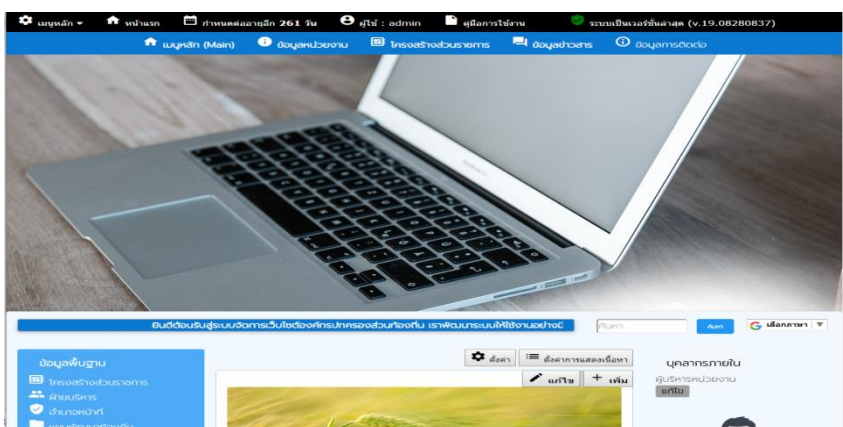 เมนูหลัก หน้าแรก กำหนดต่ออายุอีก 261 วัน ผู้ใช้ : admin คู่มือการใช้งาน ระบบเป็นเวอร์ชั่นล่าสุด (v.19.08280837)
เมนูหลัก (Main) ข้อมูลหน่วยงาน โครงสร้างส่วนราชการ ข้อมูลข่าวสาร ข้อมูลการติดต่อ
ยินดีต้อนรับสู่ระบบจัดการเว็บไซต์องค์กรปกครองส่วนท้องถิ่น เราพัฒนาระบบให้ใช้งานอย่างมี ค้นหา. ค้นหา G เลือกภาษา
ตั้งค่า ตั้งค่าการแสดงเนื้อหา
ข้อมูลพื้นฐาน
บุคลากรภายใน
แก้ไข + เพิ่ม
โครงสร้างส่วนราชการ
ผู้บริหารหน่วยงาน
ฝ่ายบริหาร
แก้ไข
อำนาจหน้าที่